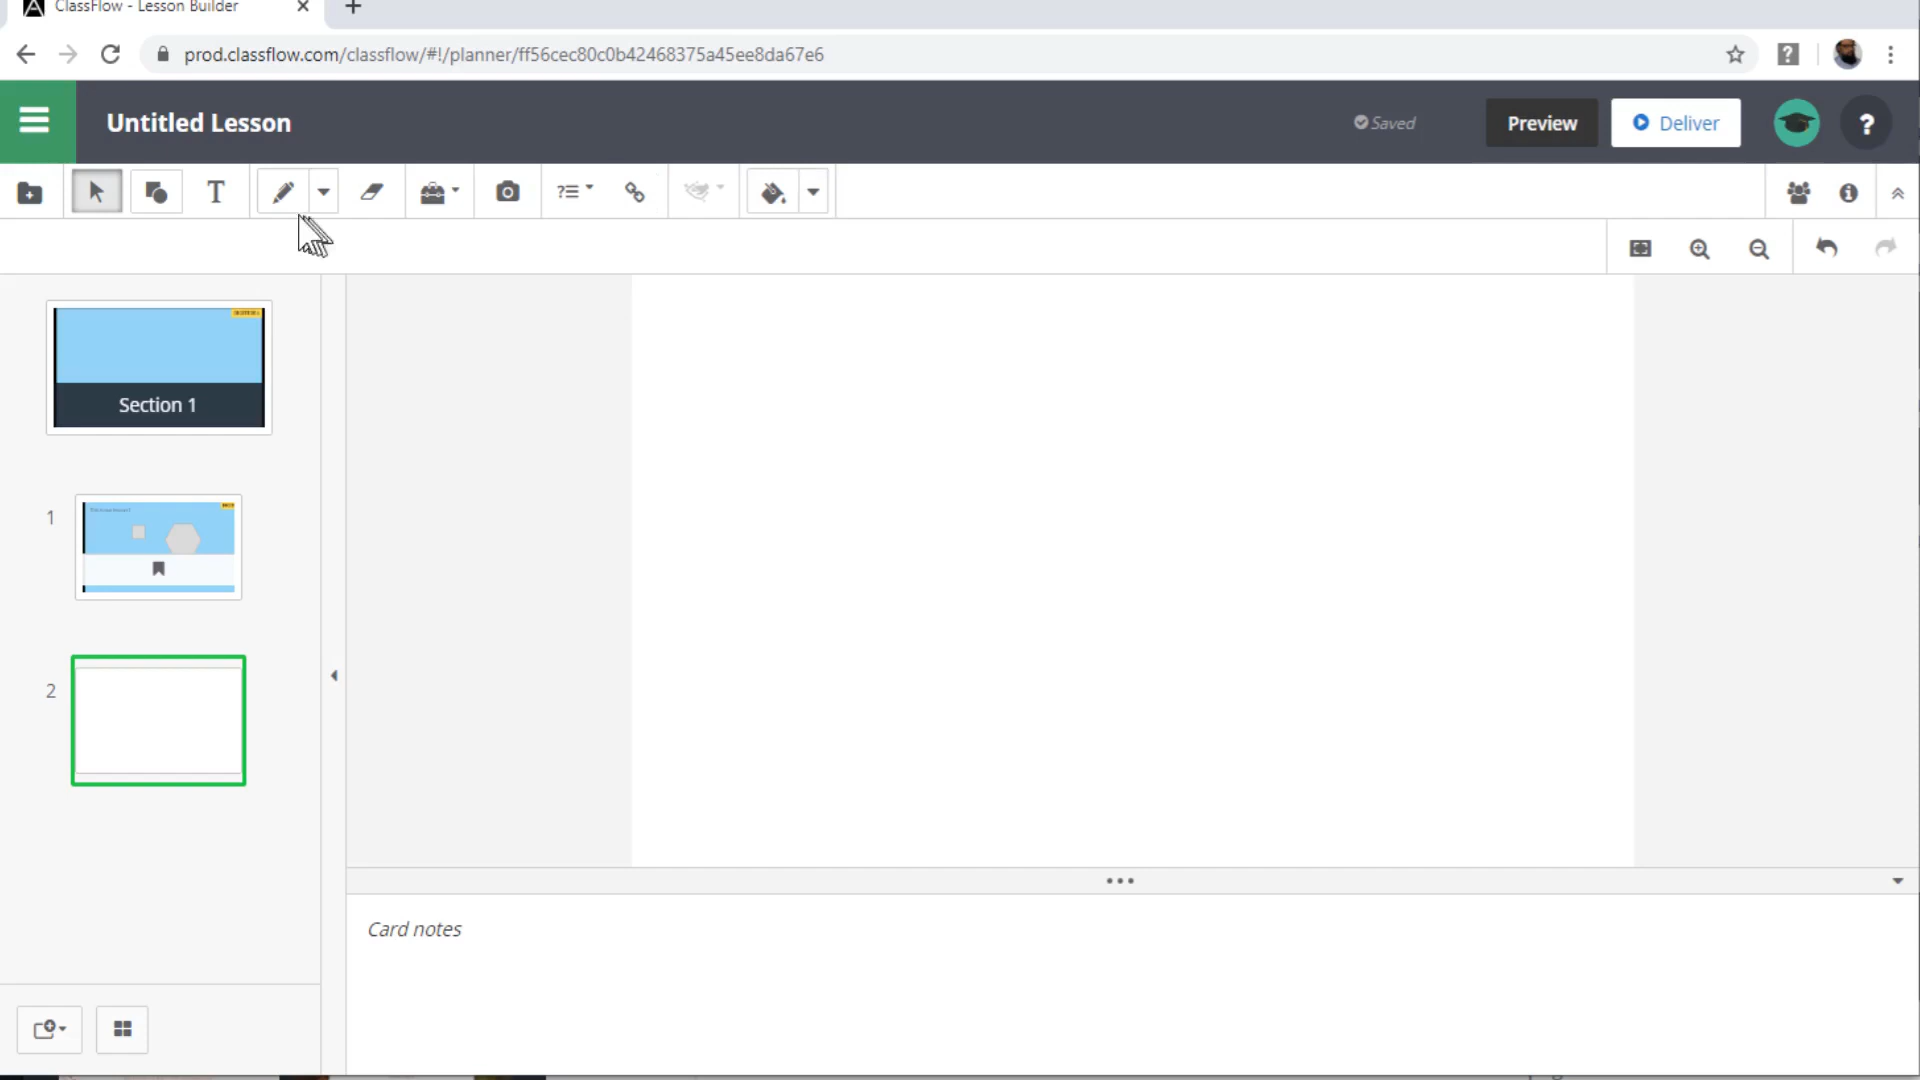 ClassFlow - Lesson Builder
prod.classflow.com/classflow/#!/planner/ff56cec80c0b42468375a45ee8da67e6
Untitled Lesson
Saved
Preview
Deliver
?
T
?
Section 1
1
2
Card notes